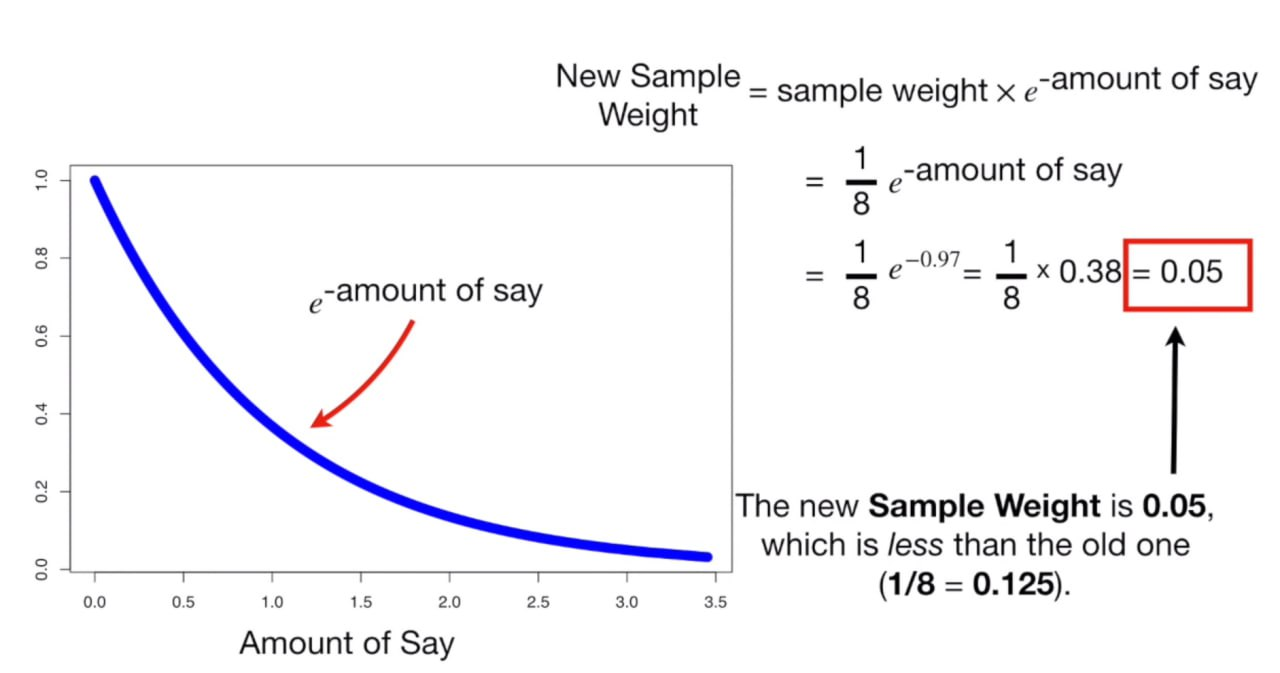 New Sample
Weight
= sample weight × e^-amount of say
= 1/8 e^-amount of say
= 1/8 e^−0.97 = 1/8 × 0.38 = 0.05
1.0
0.8
0.6
0.4
0.2
0.0
e^-amount of say
0.0 0.5 1.0 1.5 2.0 2.5 3.0 3.5
Amount of Say
The new Sample Weight is 0.05,
which is less than the old one
(1/8 = 0.125).